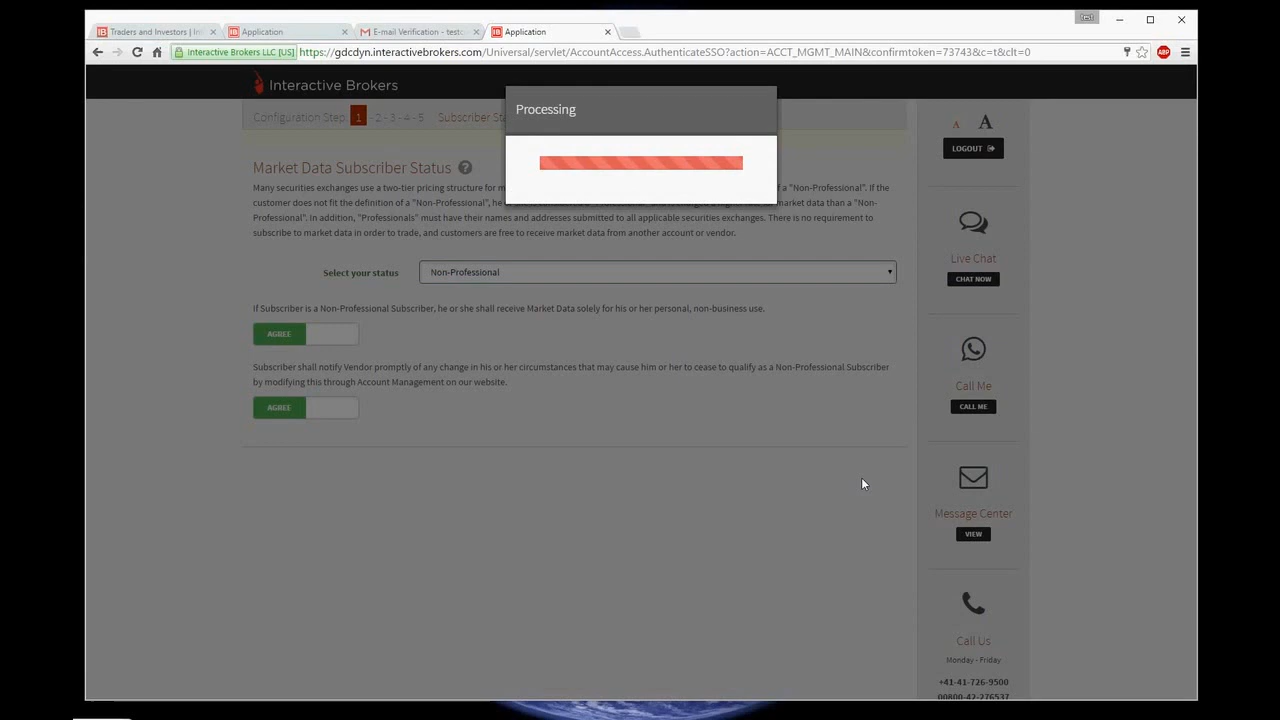 test
Traders and Investors | In
Application
E-mail Verification - testc
Application
Interactive Brokers LLC [US]
https://gdcdyn.interactivebrokers.com/Universal/servlet/AccountAccess.AuthenticateSSO?action=ACCT_MGMT_MAIN&confirmtoken=73743&c=t&clt=0
ABP
Interactive Brokers
Processing
Configuration Step: 1 - 2 - 3 - 4 - 5 Subscriber Sta
A A
LOGOUT
Market Data Subscriber Status ?
Many securities exchanges use a two-tier pricing structure for m of a "Non-Professional". If the
customer does not fit the definition of a "Non-Professional", he market data than a "Non-
Professional". In addition, "Professionals" must have their names and addresses submitted to all applicable securities exchanges. There is no requirement to
subscribe to market data in order to trade, and customers are free to receive market data from another account or vendor.
Select your status Non-Professional
If Subscriber is a Non-Professional Subscriber, he or she shall receive Market Data solely for his or her personal, non-business use.
AGREE
Subscriber shall notify Vendor promptly of any change in his or her circumstances that may cause him or her to cease to qualify as a Non-Professional Subscriber
by modifying this through Account Management on our website.
AGREE
Live Chat
CHAT NOW
Call Me
CALL ME
Message Center
VIEW
Call Us
Monday - Friday
+41-41-726-9500
00800-42-276537